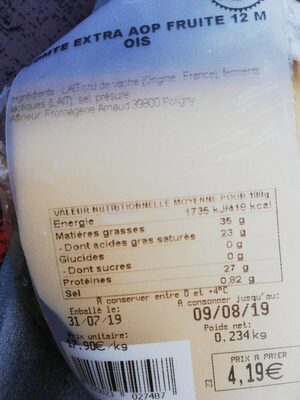 OMTE EXTRA AOP FRUITE 12 M
OIS
Ingrédients : LAIT cru de vache (Origine : France), ferments
lactiques (LAIT), sel, présure
Affineur: Fromagerie Arnaud 39800 Poligny
VALEUR NUTRITIONNELLE MOYENNE POUR 100g
1735 kJ/418 kcal
Energie 35 g
Matières grasses 23 g
- Dont acides gras saturés 0 g
Glucides 0 g
- Dont sucres 27 g
Protéines 0,82 g
Sel
A conserver entre 0 et +4°C
Emballé le: A consommer jusqu'au:
31/07/19 09/08/19
Prix unitaire: Poids net:
17.90€/kg 0.234kg
PRIX A PAYER
4,19€
23
027487